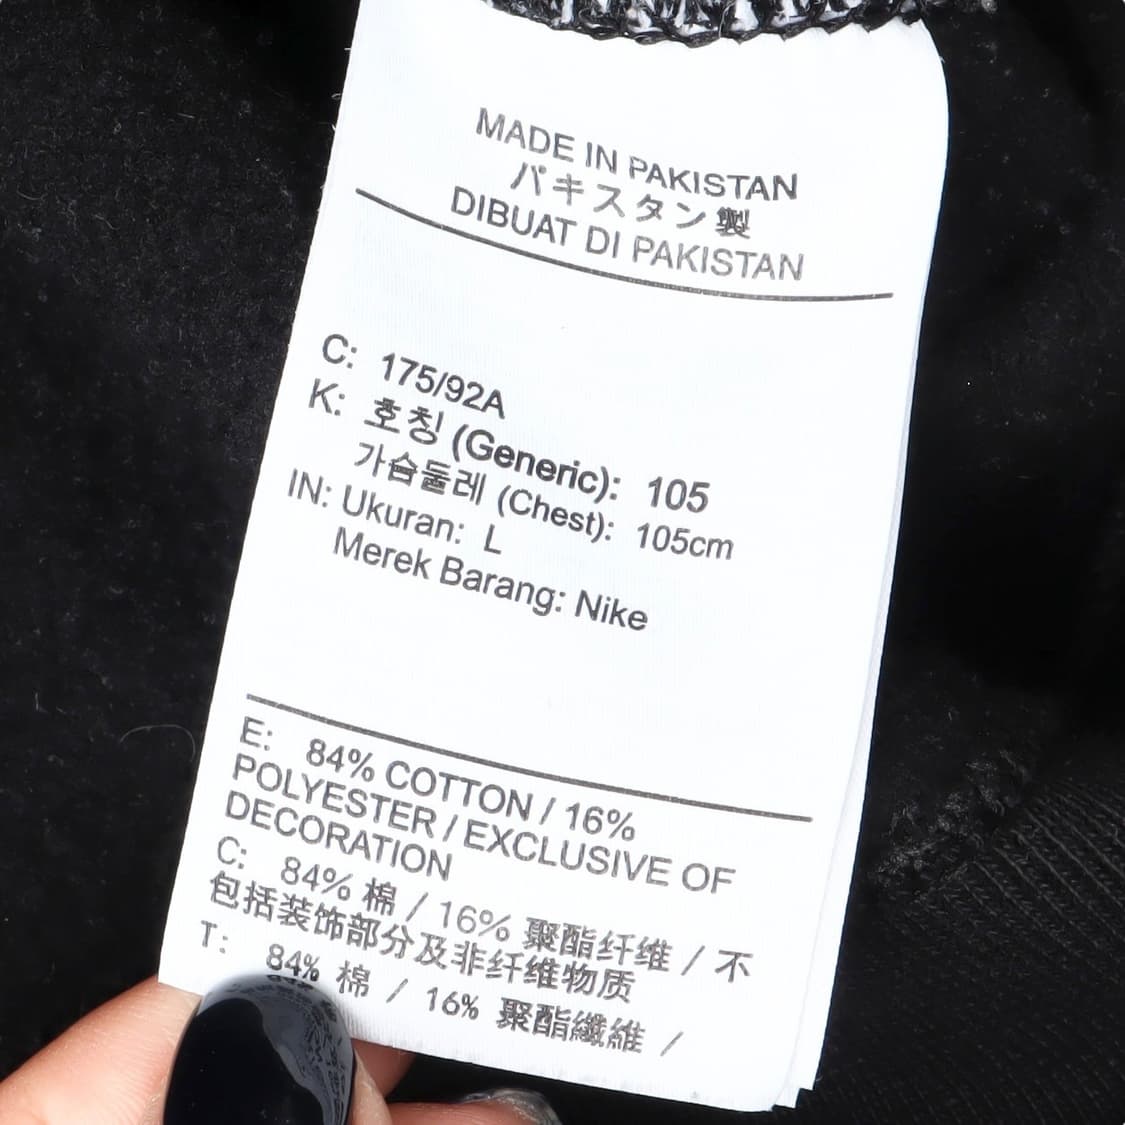 MADE IN PAKISTAN
パキスタン製
DIBUAT DI PAKISTAN
C: 175/92A
K: 호칭 (Generic): 105
가슴둘레 (Chest): 105cm
IN: Ukuran: L
Merek Barang: Nike
E: 84% COTTON / 16%
POLYESTER / EXCLUSIVE OF
DECORATION
C: 84% 棉 / 16% 聚酯纤维 / 不
包括装饰部分及非纤维物质
T: 84% 棉 / 16% 聚酯纖維 /